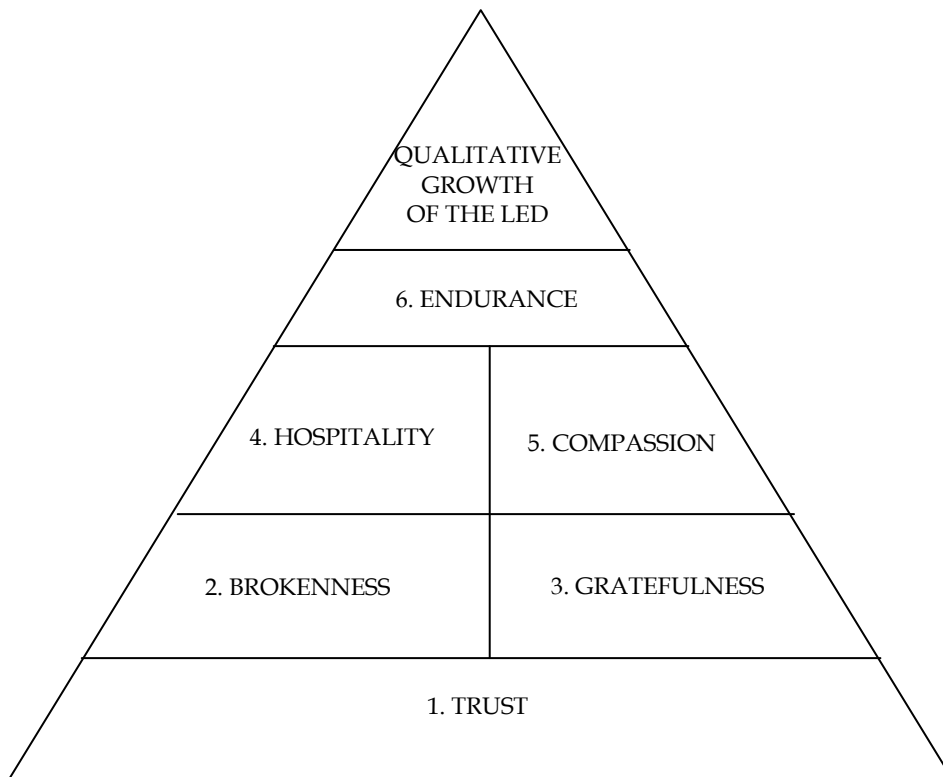 QUALITATIVE
GROWTH
OF THE LED
6. ENDURANCE
4. HOSPITALITY
5. COMPASSION
2. BROKENNESS
3. GRATEFULNESS
1. TRUST